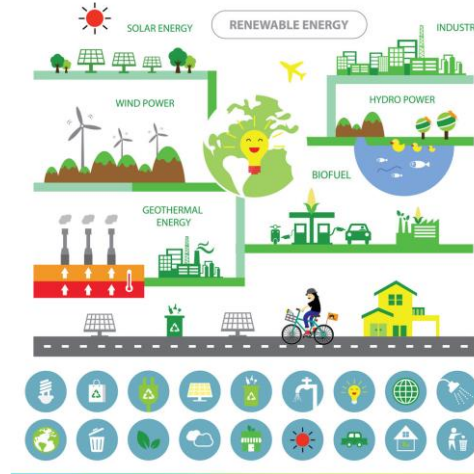 RENEWABLE ENERGY
SOLAR ENERGY
INDUSTR
WIND POWER
HYDRO POWER
BIOFUEL
GEOTHERMAL
ENERGY